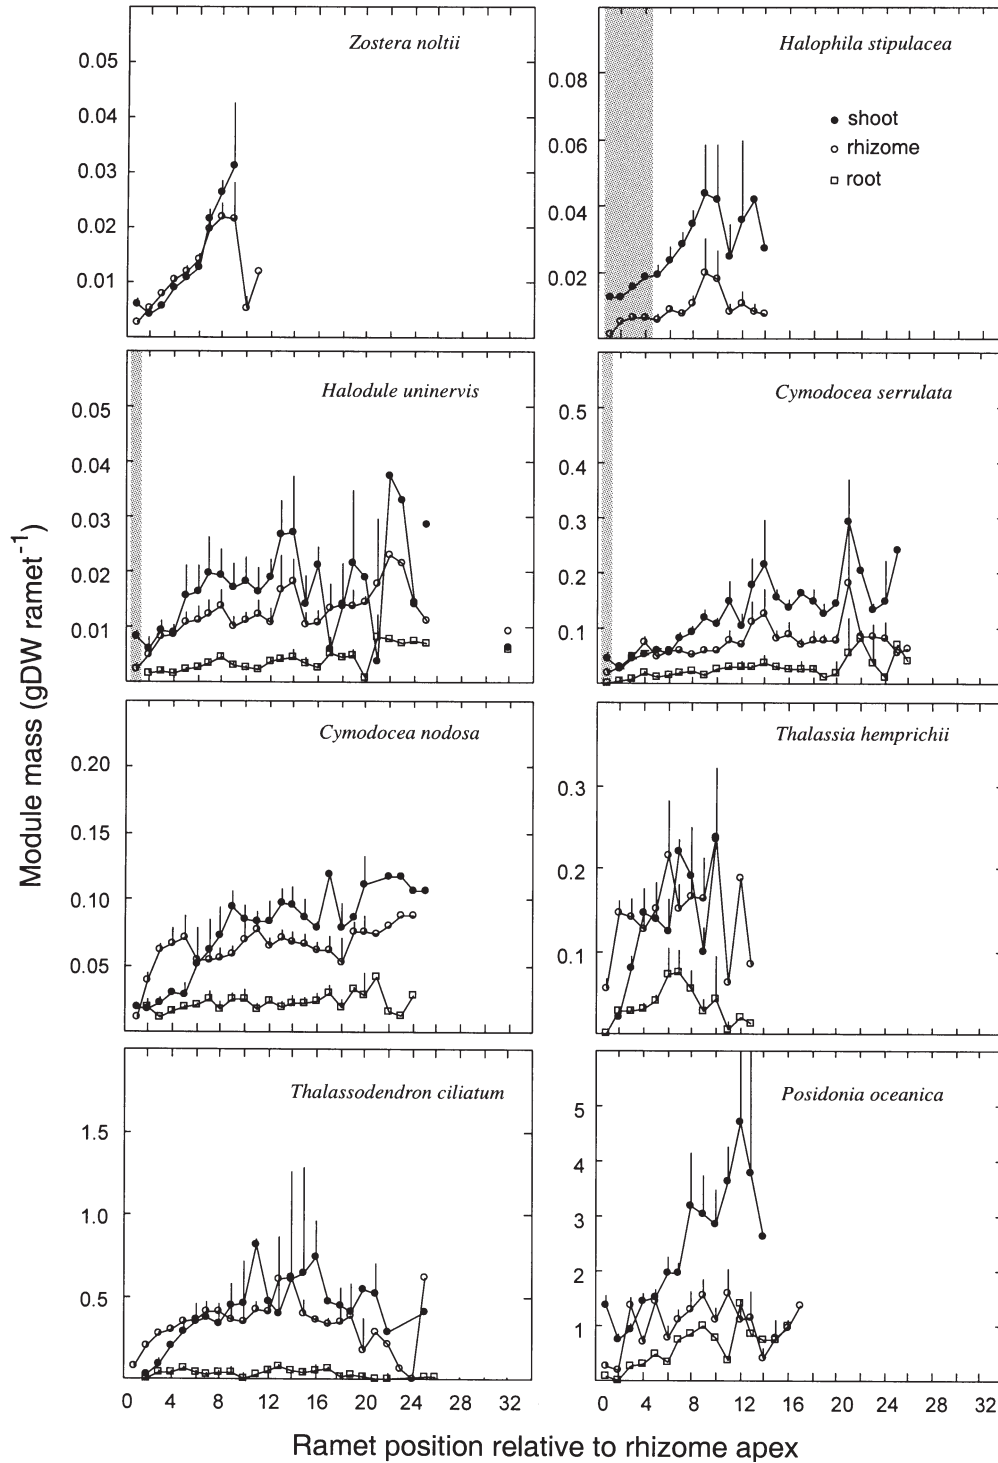 Zostera noltii
0.05
0.04
0.03
0.02
0.01
Halophila stipulacea
0.08
0.06
0.04
0.02
shoot
rhizome
root
Halodule uninervis
0.05
0.04
0.03
0.02
0.01
Cymodocea serrulata
0.5
0.4
0.3
0.2
0.1
Cymodocea nodosa
0.20
0.15
0.10
0.05
Thalassia hemprichii
0.3
0.2
0.1
Thalassodendron ciliatum
1.5
1.0
0.5
0 4 8 12 16 20 24 28 32
Posidonia oceanica
5
4
3
2
1
0 4 8 12 16 20 24 28 32
Module mass (gDW ramet⁻¹)
Ramet position relative to rhizome apex